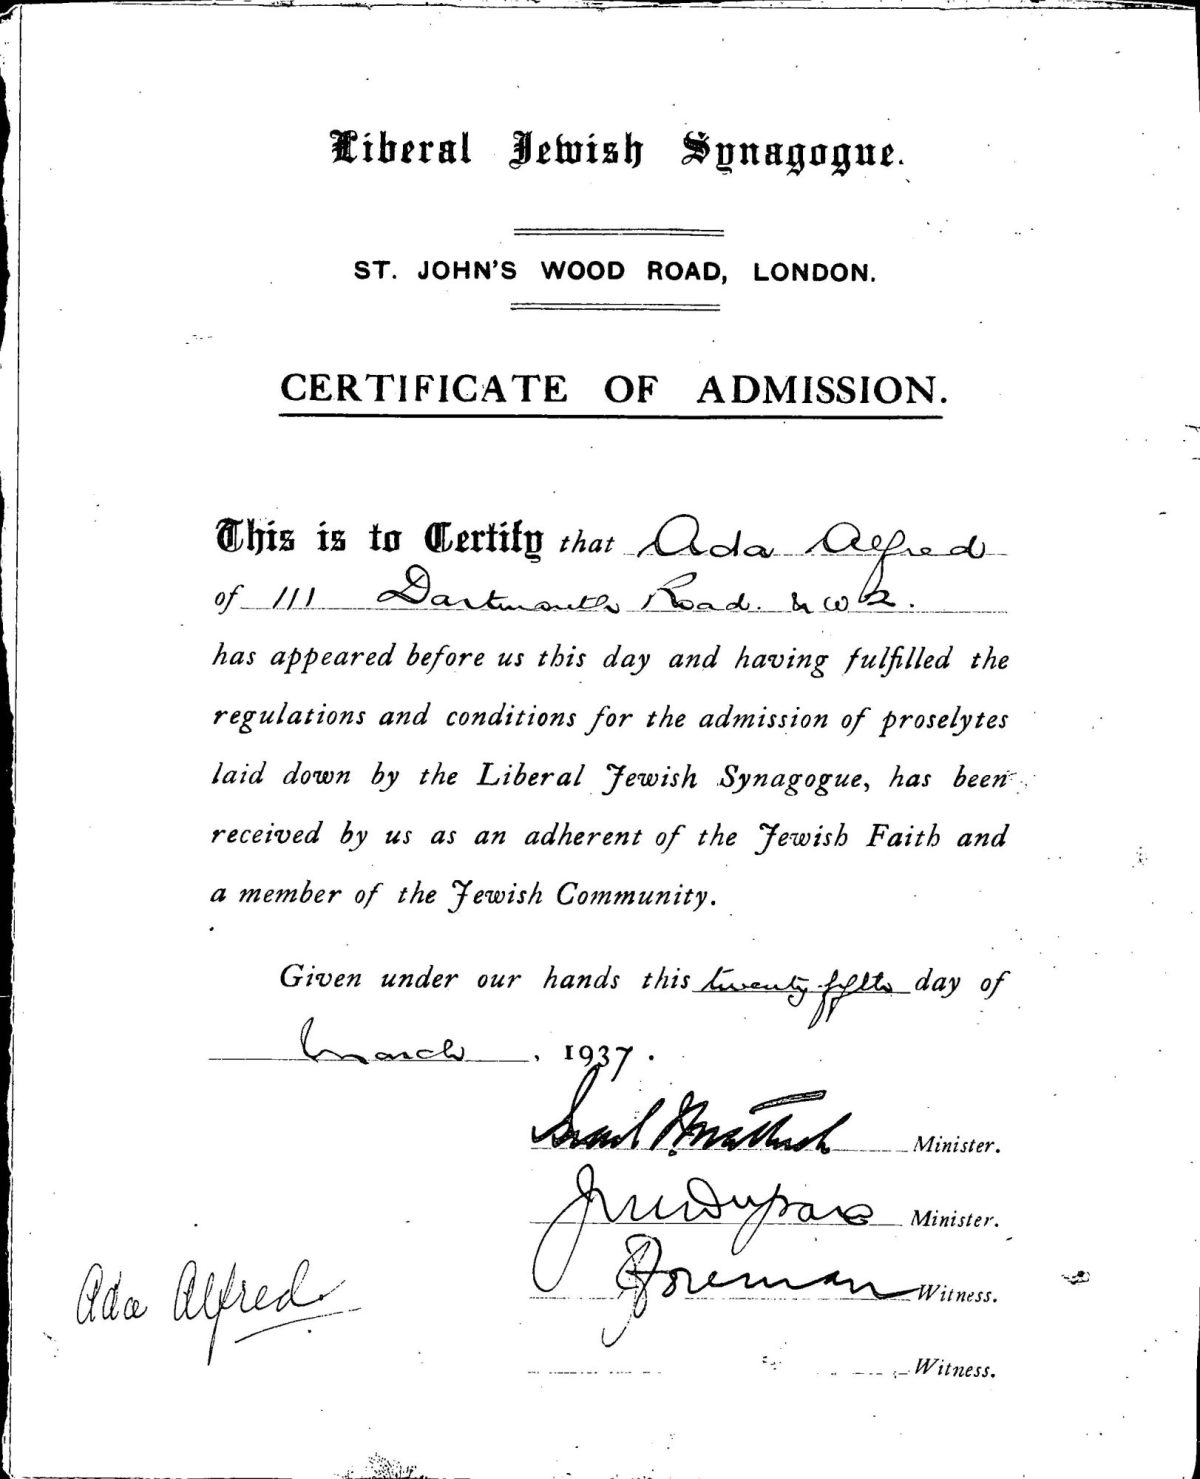 Liberal Jewish Synagogue.
ST. JOHN'S WOOD ROAD, LONDON.
CERTIFICATE OF ADMISSION.
This is to Certify that Ada Alfred
of 111 Dartmouth Road. N W 2.
has appeared before us this day and having fulfilled the
regulations and conditions for the admission of proselytes
laid down by the Liberal Jewish Synagogue, has been
received by us as an adherent of the Jewish Faith and
a member of the Jewish Community.
Given under our hands this twenty fifth day of
March, 1937.
Israel I. Mattuck Minister.
Minister.
Foreman Witness.
Ada Alfred
Witness.